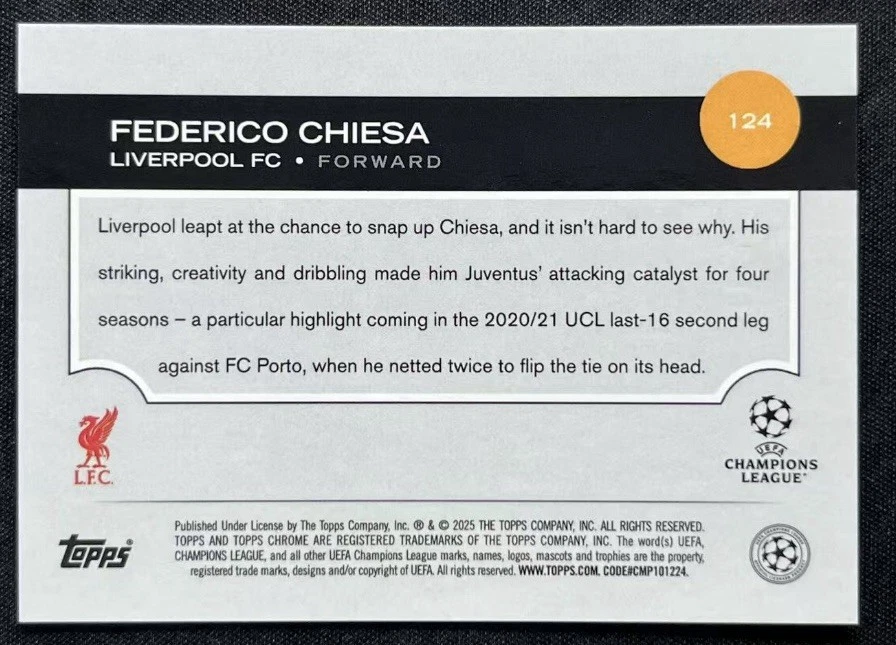 124
FEDERICO CHIESA
LIVERPOOL FC • FORWARD
Liverpool leapt at the chance to snap up Chiesa, and it isn't hard to see why. His
striking, creativity and dribbling made him Juventus' attacking catalyst for four
seasons – a particular highlight coming in the 2020/21 UCL last-16 second leg
against FC Porto, when he netted twice to flip the tie on its head.
L.F.C.
UEFA
CHAMPIONS
LEAGUE
Topps®
Published Under License by The Topps Company, Inc. ® & © 2025 THE TOPPS COMPANY, INC. ALL RIGHTS RESERVED.
TOPPS AND TOPPS CHROME ARE REGISTERED TRADEMARKS OF THE TOPPS COMPANY, INC. The word(s) UEFA,
CHAMPIONS LEAGUE, and all other UEFA Champions League marks, names, logos, mascots and trophies are the property,
registered trade marks, designs and/or copyright of UEFA. All rights reserved. WWW.TOPPS.COM. CODE#CMP101224.